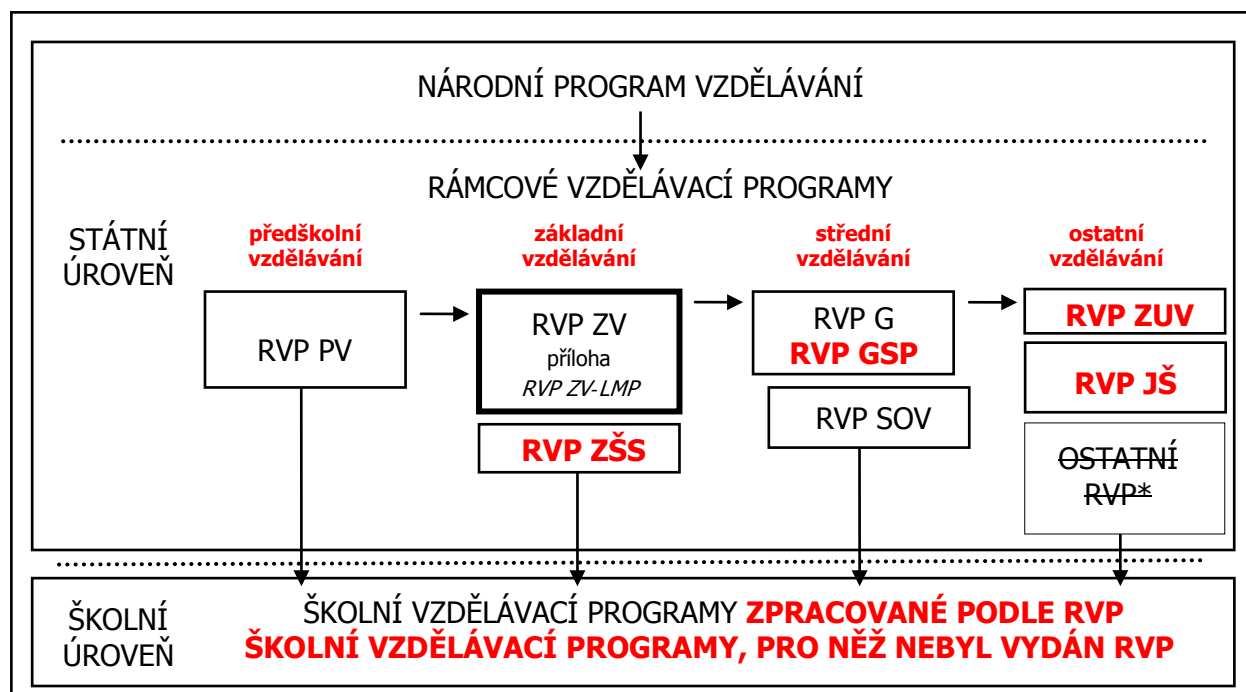 NÁRODNÍ PROGRAM VZDĚLÁVÁNÍ
RÁMCOVÉ VZDĚLÁVACÍ PROGRAMY
STÁTNÍ
ÚROVEŇ
předškolní
vzdělávání
základní
vzdělávání
střední
vzdělávání
ostatní
vzdělávání
RVP PV
RVP ZV
příloha
RVP ZV-LMP
RVP ZŠS
RVP G
RVP GSP
RVP SOV
RVP ZUV
RVP JŠ
OSTATNÍ
RVP*
ŠKOLNÍ
ÚROVEŇ
ŠKOLNÍ VZDĚLÁVACÍ PROGRAMY ZPRACOVANÉ PODLE RVP
ŠKOLNÍ VZDĚLÁVACÍ PROGRAMY, PRO NĚŽ NEBYL VYDÁN RVP